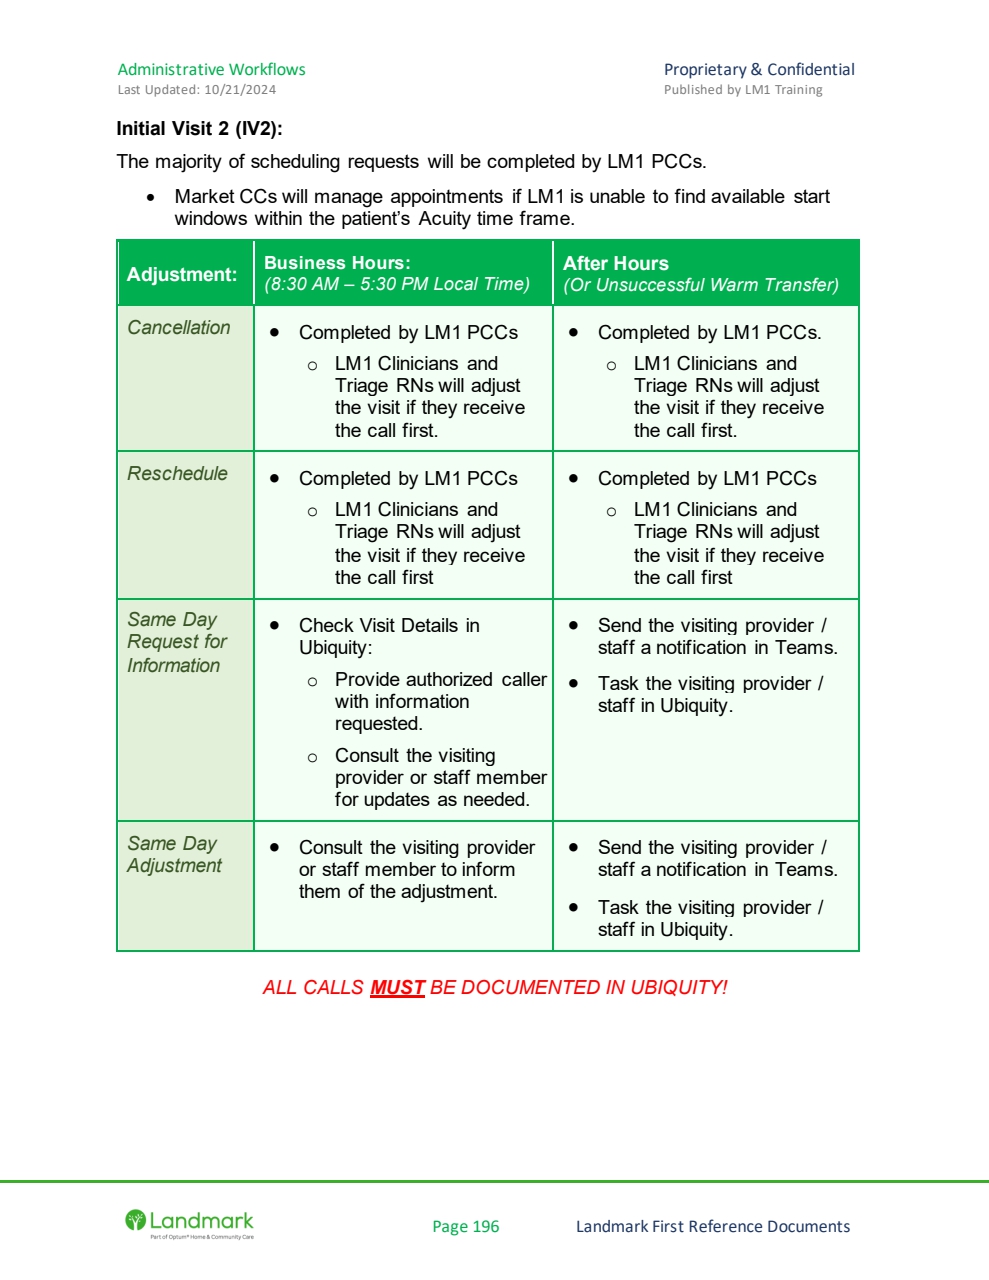 Administrative Workflows
Proprietary & Confidential
Last Updated: 10/21/2024
Published by LM1 Training
Initial Visit 2 (IV2):
The majority of scheduling requests will be completed by LM1 PCCs.
• Market CCs will manage appointments if LM1 is unable to find available start
windows within the patient’s Acuity time frame.
Adjustment:
Business Hours:
(8:30 AM – 5:30 PM Local Time)
After Hours
(Or Unsuccessful Warm Transfer)
Cancellation
• Completed by LM1 PCCs
o LM1 Clinicians and
Triage RNs will adjust
the visit if they receive
the call first.
• Completed by LM1 PCCs.
o LM1 Clinicians and
Triage RNs will adjust
the visit if they receive
the call first.
Reschedule
• Completed by LM1 PCCs
o LM1 Clinicians and
Triage RNs will adjust
the visit if they receive
the call first
• Completed by LM1 PCCs
o LM1 Clinicians and
Triage RNs will adjust
the visit if they receive
the call first
Same Day
Request for
Information
• Check Visit Details in
Ubiquity:
o Provide authorized caller
with information
requested.
o Consult the visiting
provider or staff member
for updates as needed.
• Send the visiting provider /
staff a notification in Teams.
• Task the visiting provider /
staff in Ubiquity.
Same Day
Adjustment
• Consult the visiting provider
or staff member to inform
them of the adjustment.
• Send the visiting provider /
staff a notification in Teams.
• Task the visiting provider /
staff in Ubiquity.
ALL CALLS MUST BE DOCUMENTED IN UBIQUITY!
Landmark
Part of Optum® Home & Community Care
Page 196
Landmark First Reference Documents